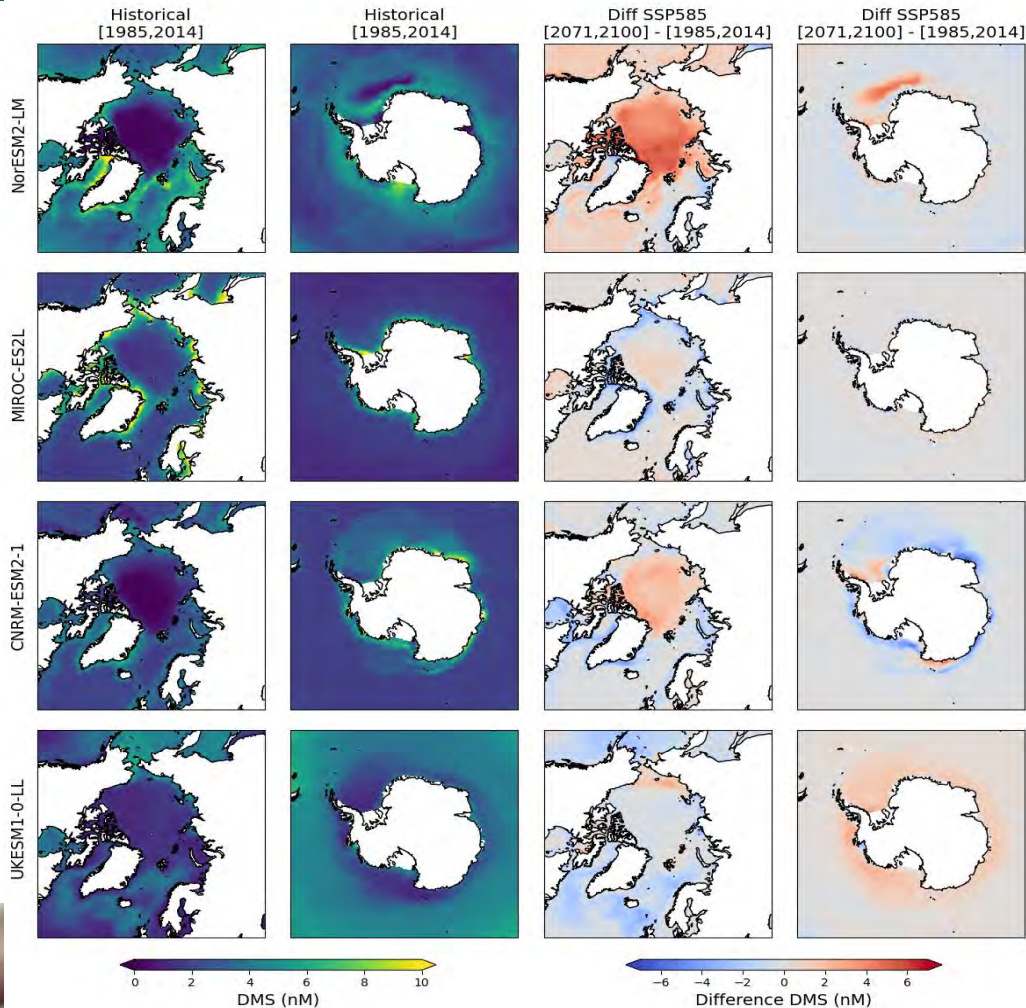 Historical
[1985,2014]
Historical
[1985,2014]
Diff SSP585
[2071,2100] - [1985,2014]
Diff SSP585
[2071,2100] - [1985,2014]
NorESM2-LM
MIROC-ES2L
CNRM-ESM2-1
UKESM1-0-LL
0 2 4 6 8 10
DMS (nM)
−6 −4 −2 0 2 4 6
Difference DMS (nM)